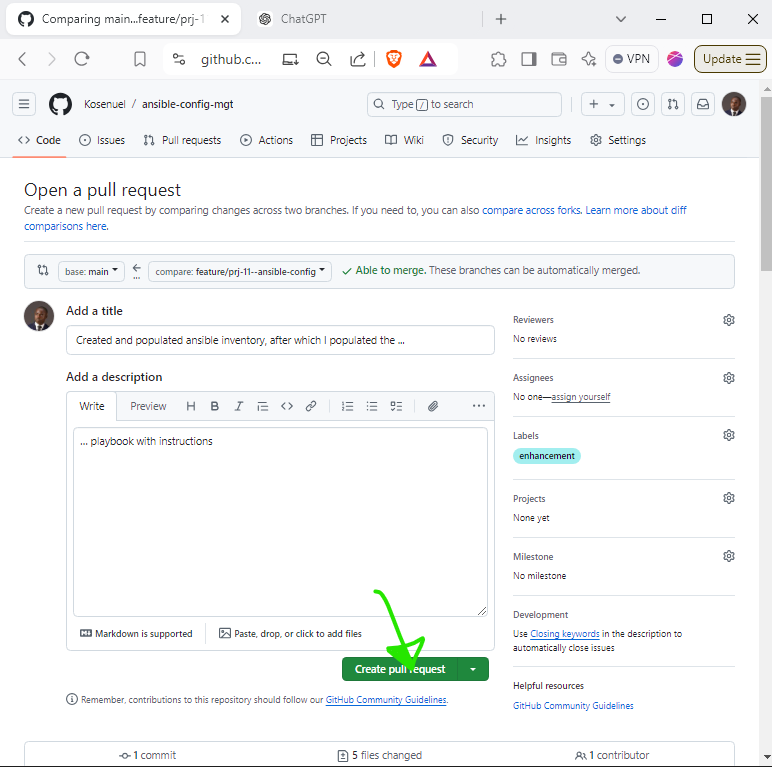 Comparing main...feature/prj-1
ChatGPT
github.c...
VPN
Update
Kosenuel / ansible-config-mgt
Type / to search
Code
Issues
Pull requests
Actions
Projects
Wiki
Security
Insights
Settings
Open a pull request
Create a new pull request by comparing changes across two branches. If you need to, you can also compare across forks. Learn more about diff
comparisons here.
base: main
compare: feature/prj-11--ansible-config
Able to merge. These branches can be automatically merged.
Add a title
Created and populated ansible inventory, after which I populated the ...
Add a description
Write
Preview
H B I
... playbook with instructions
Markdown is supported
Paste, drop, or click to add files
Create pull request
Remember, contributions to this repository should follow our GitHub Community Guidelines.
Reviewers
No reviews
Assignees
No one—assign yourself
Labels
enhancement
Projects
None yet
Milestone
No milestone
Development
Use Closing keywords in the description to
automatically close issues
Helpful resources
GitHub Community Guidelines
1 commit
5 files changed
1 contributor